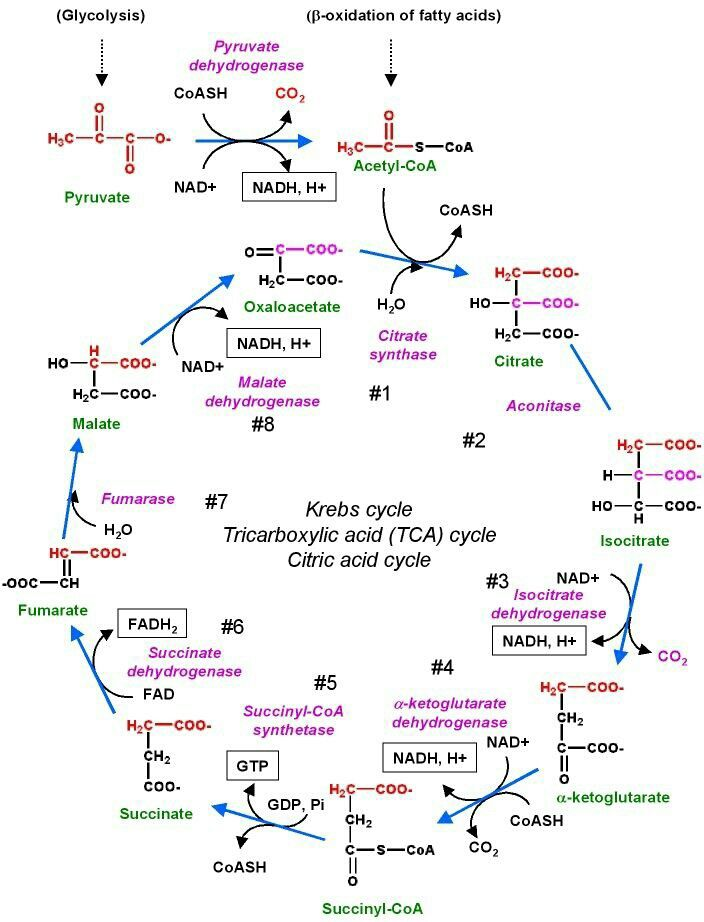 (Glycolysis)
(β-oxidation of fatty acids)
Pyruvate
dehydrogenase
CoASH
CO2
O
H3C—C—C—O-
O
Pyruvate
NAD+
NADH, H+
O
H3C—C—S—CoA
Acetyl-CoA
CoASH
O=C—COO-
H2C—COO-
Oxaloacetate
H2O
Citrate
synthase
#1
H2C—COO-
HO—C—COO-
H2C—COO-
Citrate
Aconitase
#2
NADH, H+
NAD+
Malate
dehydrogenase
#8
H
HO—C—COO-
H2C—COO-
Malate
Fumarase
#7
H2O
Krebs cycle
Tricarboxylic acid (TCA) cycle
Citric acid cycle
H2C—COO-
H—C—COO-
HO—C—COO-
H
Isocitrate
HC—COO-
-OOC—CH
Fumarate
#3
NAD+
Isocitrate
dehydrogenase
NADH, H+
CO2
FADH2
#6
Succinate
dehydrogenase
FAD
H2C—COO-
CH2
COO-
Succinate
#5
Succinyl-CoA
synthetase
GTP
GDP, Pi
CoASH
#4
α-ketoglutarate
dehydrogenase
NADH, H+
NAD+
CoASH
CO2
H2C—COO-
CH2
C—COO-
O
α-ketoglutarate
H2C—COO-
CH2
C—S—CoA
O
Succinyl-CoA